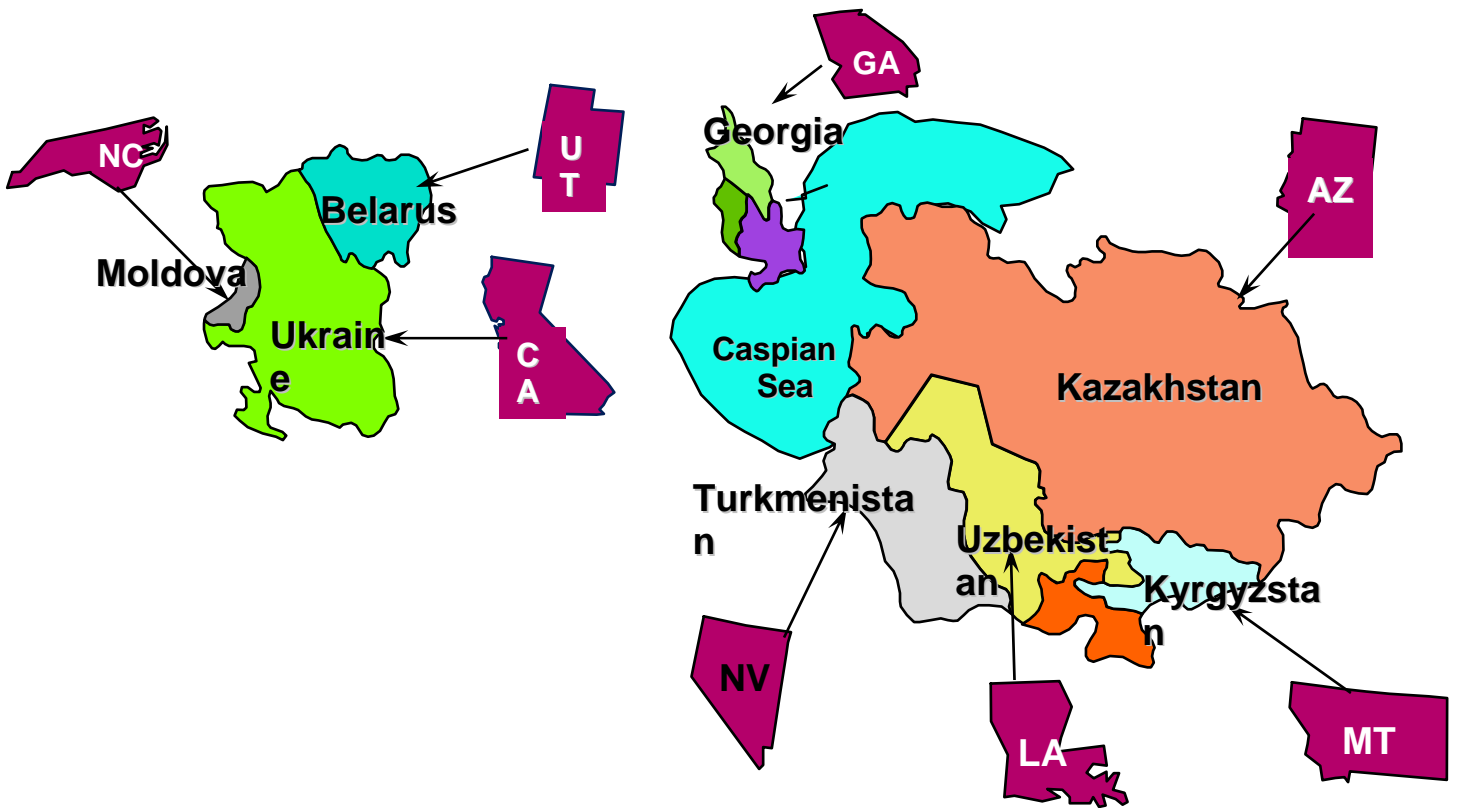 GA
Georgia
NC
U
T
Belarus
AZ
Moldova
Ukrain
e
C
A
Caspian
Sea
Kazakhstan
Turkmenista
n
Uzbekist
an
Kyrgyzsta
n
NV
LA
MT